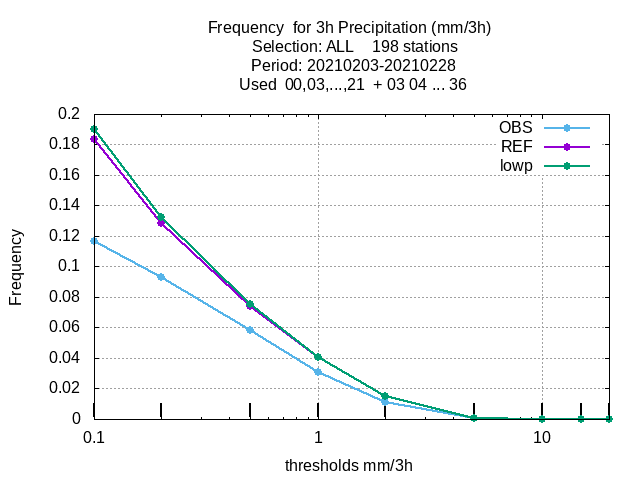 Frequency  for 3h Precipitation (mm/3h)
Selection: ALL    198 stations
Period: 20210203-20210228
Used  00,03,...,21  + 03 04 ... 36
OBS
REF
lowp
0.2
0.18
0.16
0.14
0.12
0.1
0.08
0.06
0.04
0.02
0
Frequency
0.1
1
10
thresholds mm/3h